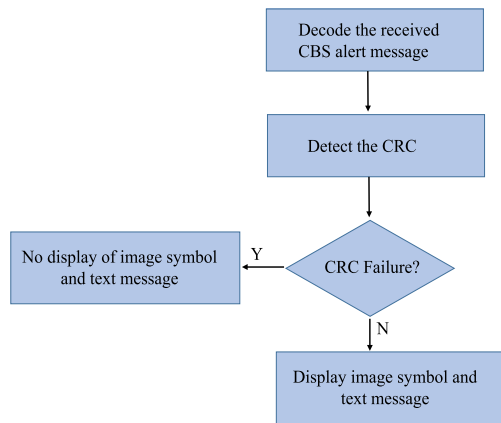 Decode the received
CBS alert message
Detect the CRC
No display of image symbol
and text message
Y
CRC Failure?
N
Display image symbol and
text message